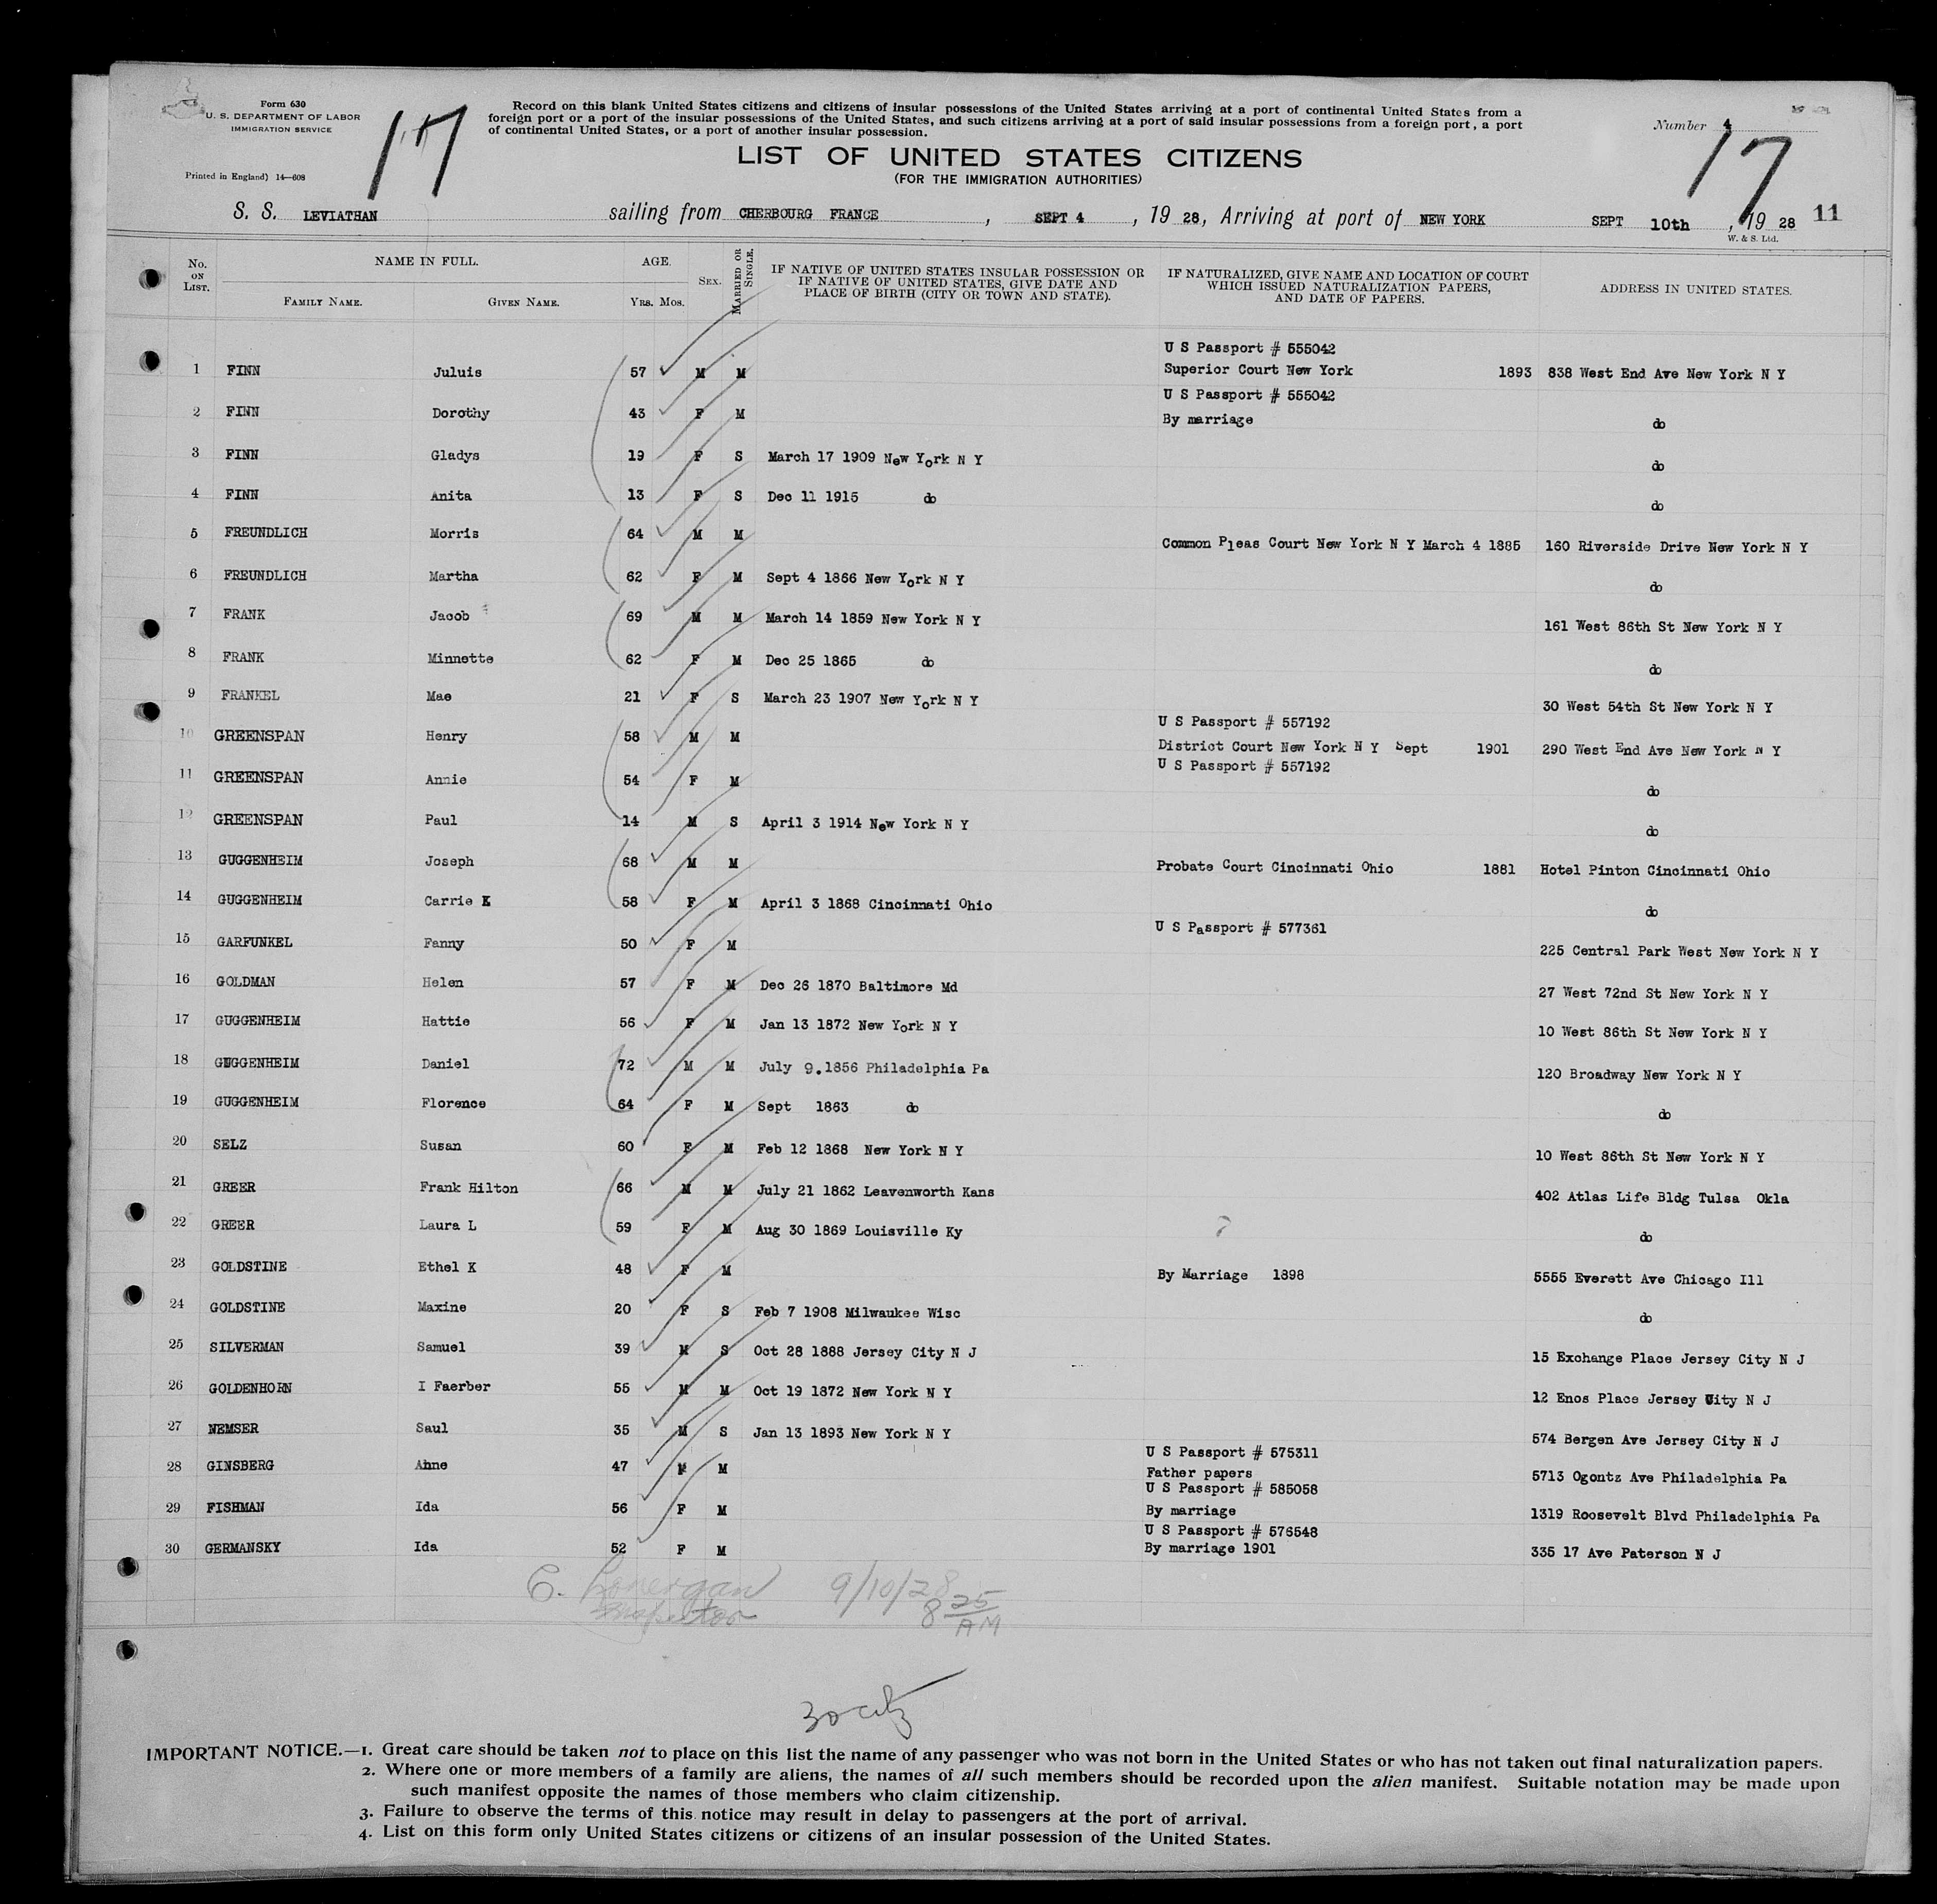 Form 630
U. S. DEPARTMENT OF LABOR
IMMIGRATION SERVICE
Printed in England) 14—608
17
Record on this blank United States citizens and citizens of insular possessions of the United States arriving at a port of continental United States from a
foreign port or a port of the insular possessions of the United States, and such citizens arriving at a port of said insular possessions from a foreign port, a port
of continental United States, or a port of another insular possession.
Number 4
17
LIST OF UNITED STATES CITIZENS
(FOR THE IMMIGRATION AUTHORITIES)
S. S. LEVIATHAN sailing from CHERBOURG FRANCE , SEPT 4 , 19 28, Arriving at port of NEW YORK SEPT 10th , 19 28 11
W. & S. Ltd.
No. ON LIST. NAME IN FULL. FAMILY NAME. GIVEN NAME. AGE. YRS. MOS. SEX. MARRIED OR SINGLE. IF NATIVE OF UNITED STATES INSULAR POSSESSION OR IF NATIVE OF UNITED STATES, GIVE DATE AND PLACE OF BIRTH (CITY OR TOWN AND STATE). IF NATURALIZED, GIVE NAME AND LOCATION OF COURT WHICH ISSUED NATURALIZATION PAPERS, AND DATE OF PAPERS. ADDRESS IN UNITED STATES.
U S Passport # 555042
1 FINN Juluis 57 M M Superior Court New York 1893 838 West End Ave New York N Y
U S Passport # 555042
2 FINN Dorothy 43 F M By marriage do
3 FINN Gladys 19 F S March 17 1909 New York N Y do
4 FINN Anita 13 F S Dec 11 1915 do do
5 FREUNDLICH Morris 64 M M Common Pleas Court New York N Y March 4 1885 160 Riverside Drive New York N Y
6 FREUNDLICH Martha 62 F M Sept 4 1866 New York N Y do
7 FRANK Jacob 69 M M March 14 1859 New York N Y 161 West 86th St New York N Y
8 FRANK Minnette 62 F M Dec 25 1865 do do
9 FRANKEL Mae 21 F S March 23 1907 New York N Y 30 West 54th St New York N Y
U S Passport # 557192
10 GREENSPAN Henry 58 M M District Court New York N Y Sept 1901 290 West End Ave New York N Y
U S Passport # 557192
11 GREENSPAN Annie 54 F M do
12 GREENSPAN Paul 14 M S April 3 1914 New York N Y do
13 GUGGENHEIM Joseph 68 M M Probate Court Cincinnati Ohio 1881 Hotel Pinton Cincinnati Ohio
14 GUGGENHEIM Carrie K 58 F M April 3 1868 Cincinnati Ohio do
U S Passport # 577361
15 GARFUNKEL Fanny 50 F M 225 Central Park West New York N Y
16 GOLDMAN Helen 57 F M Dec 26 1870 Baltimore Md 27 West 72nd St New York N Y
17 GUGGENHEIM Hattie 56 F M Jan 13 1872 New York N Y 10 West 86th St New York N Y
18 GUGGENHEIM Daniel 72 M M July 9.1856 Philadelphia Pa 120 Broadway New York N Y
19 GUGGENHEIM Florence 64 F M Sept 1863 do do
20 SELZ Susan 60 F M Feb 12 1868 New York N Y 10 West 86th St New York N Y
21 GREER Frank Hilton 66 M M July 21 1862 Leavenworth Kans 402 Atlas Life Bldg Tulsa Okla
22 GREER Laura L 59 F M Aug 30 1869 Louisville Ky do
23 GOLDSTINE Ethel K 48 F M By Marriage 1898 5555 Everett Ave Chicago Ill
24 GOLDSTINE Maxine 20 F S Feb 7 1908 Milwaukee Wisc do
25 SILVERMAN Samuel 39 M S Oct 28 1888 Jersey City N J 15 Exchange Place Jersey City N J
26 GOLDENHORN I Faerber 55 M M Oct 19 1872 New York N Y 12 Enos Place Jersey City N J
27 NEMSER Saul 35 M S Jan 13 1893 New York N Y 574 Bergen Ave Jersey City N J
U S Passport # 575311
28 GINSBERG Ahne 47 M M Father papers 5713 Ogontz Ave Philadelphia Pa
U S Passport # 585058
29 FISHMAN Ida 56 F M By marriage 1319 Roosevelt Blvd Philadelphia Pa
U S Passport # 576548
30 GERMANSKY Ida 52 F M By marriage 1901 335 17 Ave Paterson N J
C. Lonergan 9/10/28
Inspector 8 25 AM
30 citz
IMPORTANT NOTICE.—1. Great care should be taken not to place on this list the name of any passenger who was not born in the United States or who has not taken out final naturalization papers.
2. Where one or more members of a family are aliens, the names of all such members should be recorded upon the alien manifest. Suitable notation may be made upon
such manifest opposite the names of those members who claim citizenship.
3. Failure to observe the terms of this notice may result in delay to passengers at the port of arrival.
4. List on this form only United States citizens or citizens of an insular possession of the United States.